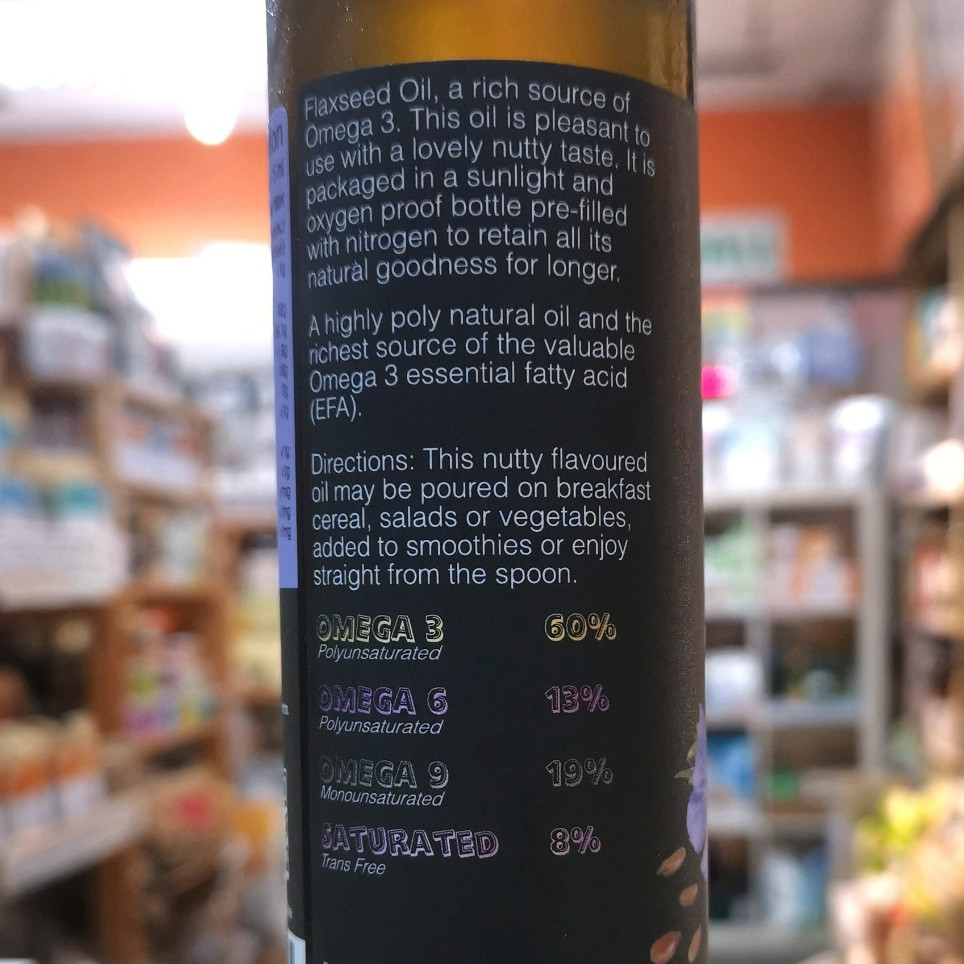 Flaxseed Oil, a rich source of
Omega 3. This oil is pleasant to
use with a lovely nutty taste. It is
packaged in a sunlight and
oxygen proof bottle pre-filled
with nitrogen to retain all its
natural goodness for longer.
A highly poly natural oil and the
richest source of the valuable
Omega 3 essential fatty acid
(EFA).
Directions: This nutty flavoured
oil may be poured on breakfast
cereal, salads or vegetables,
added to smoothies or enjoy
straight from the spoon.
OMEGA 3 60%
Polyunsaturated
OMEGA 6 13%
Polyunsaturated
OMEGA 9 19%
Monounsaturated
SATURATED 8%
Trans Free